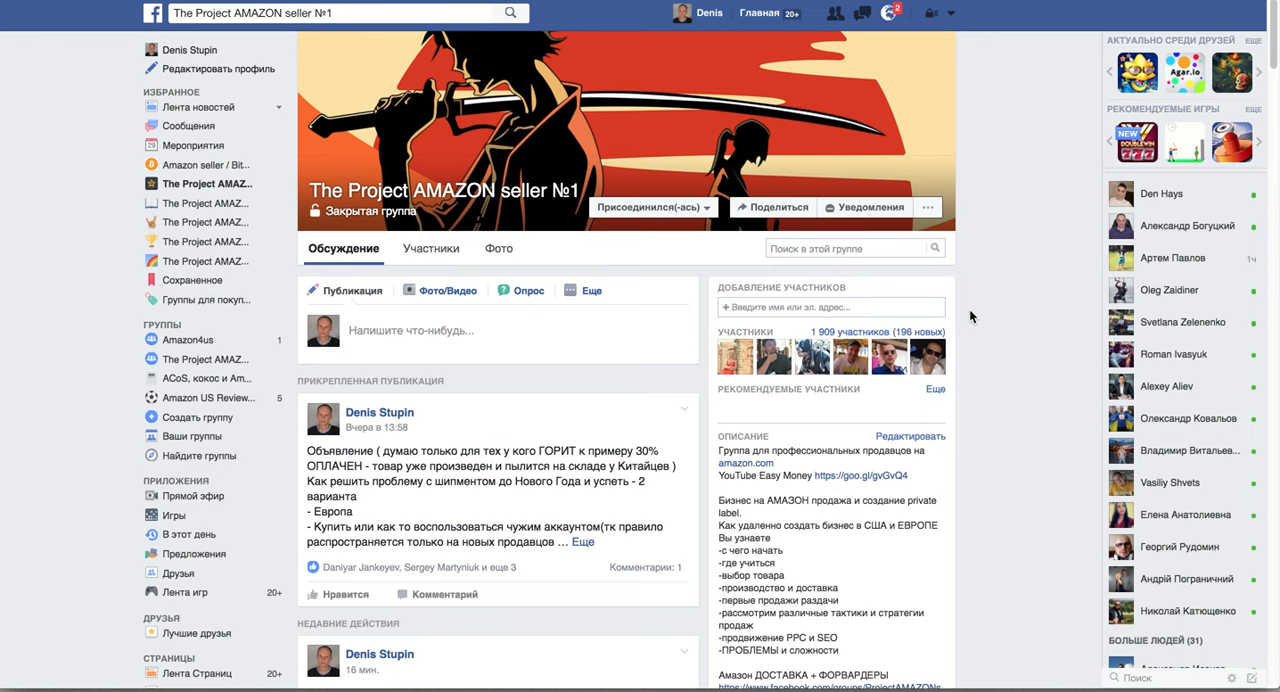 The Project AMAZON seller №1
Denis
Главная 20+
2
Denis Stupin
Редактировать профиль
ИЗБРАННОЕ
Лента новостей
Сообщения
29 Мероприятия
Amazon seller / Bit...
The Project AMAZ...
The Project AMAZ...
The Project AMAZ...
The Project AMAZ...
The Project AMAZ...
Сохраненное
Группы для покуп...
ГРУППЫ
Amazon4us 1
The Project AMAZ...
ACoS, кокос и Am...
Amazon US Review... 5
Создать группу
Ваши группы
Найдите группы
ПРИЛОЖЕНИЯ
Прямой эфир
Игры
В этот день
Предложения
Друзья
Лента игр 20+
ДРУЗЬЯ
Лучшие друзья
СТРАНИЦЫ
Лента Страниц 20+
The Project AMAZON seller №1
Закрытая группа
Присоединился(-ась)
Поделиться
Уведомления
...
Обсуждение
Участники
Фото
Поиск в этой группе
Публикация
Фото/Видео
Опрос
Еще
Напишите что-нибудь...
ПРИКРЕПЛЕННАЯ ПУБЛИКАЦИЯ
Denis Stupin
Вчера в 13:58
Объявление ( думаю только для тех у кого ГОРИТ к примеру 30%
ОПЛАЧЕН - товар уже произведен и пылится на складе у Китайцев )
Как решить проблему с шипментом до Нового Года и успеть - 2
варианта
- Европа
- Купить или как то воспользоваться чужим аккаунтом(тк правило
распространяется только на новых продавцов ... Еще
Daniyar Jankeyev, Sergey Martyniuk и еще 3
Комментарии: 1
Нравится
Комментарий
НЕДАВНИЕ ДЕЙСТВИЯ
Denis Stupin
16 мин.
ДОБАВЛЕНИЕ УЧАСТНИКОВ
+ Введите имя или эл. адрес...
УЧАСТНИКИ
1 909 участников (196 новых)
РЕКОМЕНДУЕМЫЕ УЧАСТНИКИ
Еще
ОПИСАНИЕ
Редактировать
Группа для профессиональных продавцов на
amazon.com
YouTube Easy Money https://goo.gl/gvGvQ4
Бизнес на АМАЗОН продажа и создание private
label.
Как удаленно создать бизнес в США и ЕВРОПЕ
Вы узнаете
-с чего начать
-где учиться
-выбор товара
-производство и доставка
-первые продажи раздачи
-рассмотрим различные тактики и стратегии
продаж
-продвижение PPC и SEO
-ПРОБЛЕМЫ и сложности
Амазон ДОСТАВКА + ФОРВАРДЕРЫ
https://www.facebook.com/groups/ProjectAMAZONs
АКТУАЛЬНО СРЕДИ ДРУЗЕЙ
ЕЩЕ
Agar.io
РЕКОМЕНДУЕМЫЕ ИГРЫ
ЕЩЕ
NEW
DOUBLEWIN
777
Den Hays
Александр Богуцкий
Артем Павлов 1ч
Oleg Zaidiner
Svetlana Zelenenko
Roman Ivasyuk
Alexey Aliev
Олександр Ковальов
Владимир Витальев...
Vasiliy Shvets
Елена Анатолиевна
Георгий Рудомин
Андрій Пограничний
Николай Катющенко
БОЛЬШЕ ЛЮДЕЙ (31)
Поиск